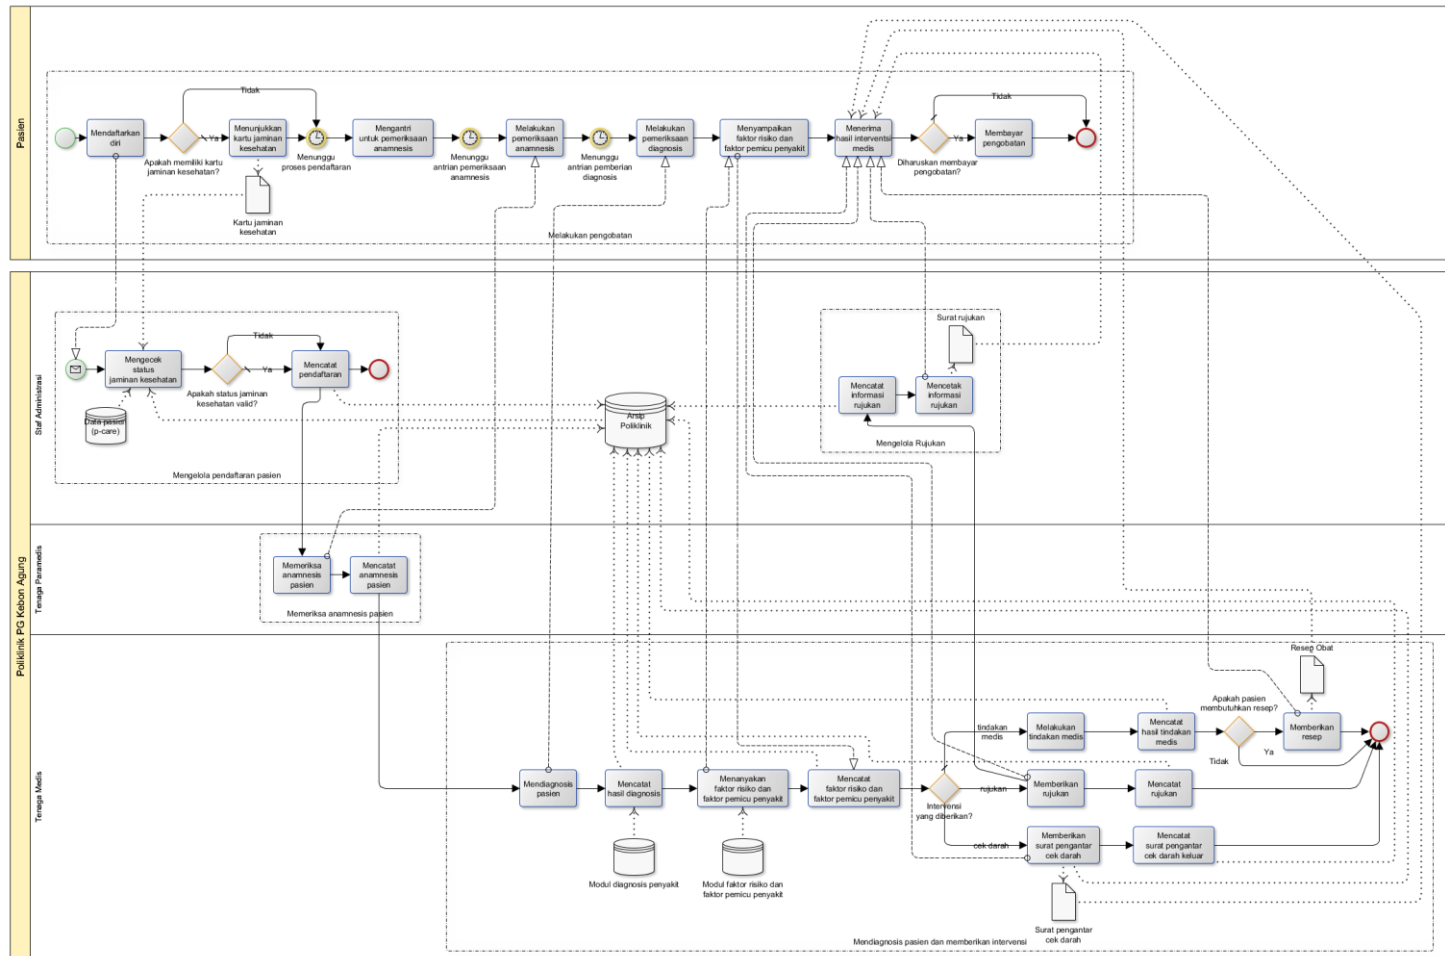 Pasien
Tidak
Mendaftarkan
diri
Ya
Menunjukkan
kartu jaminan
kesehatan
Mengantri
untuk pemeriksaan
anamnesis
Melakukan
pemeriksaan
anamnesis
Melakukan
pemeriksaan
diagnosis
Menyampaikan
faktor risiko dan
faktor pemicu penyakit
Menerima
hasil intervensi
medis
Tidak
Ya
Membayar
pengobatan
Apakah memiliki kartu
jaminan kesehatan?
Menunggu
proses pendaftaran
Menunggu
antrian pemeriksaan
anamnesis
Menunggu
antrian pemberian
diagnosis
Diharuskan membayar
pengobatan?
Kartu jaminan
kesehatan
Melakukan pengobatan
Poliklinik PG Kebon Agung
Staf Administrasi
Tidak
Mengecek
status
jaminan kesehatan
Ya
Mencatat
pendaftaran
Apakah status jaminan
kesehatan valid?
Data pasien
(p-care)
Mengelola pendaftaran pasien
Arsip
Poliklinik
Surat rujukan
Mencatat
informasi
rujukan
Mencetak
informasi
rujukan
Mengelola Rujukan
Tenaga Paramedis
Memeriksa
anamnesis
pasien
Mencatat
anamnesis
pasien
Memeriksa anamnesis pasien
Tenaga Medis
Resep Obat
Apakah pasien
membutuhkan resep?
tindakan
medis
Melakukan
tindakan medis
Mencatat
hasil tindakan
medis
Memberikan
resep
Ya
Tidak
Mendiagnosis
pasien
Mencatat
hasil diagnosis
Menanyakan
faktor risiko dan
faktor pemicu penyakit
Mencatat
faktor risiko dan
faktor pemicu penyakit
rujukan
Memberikan
rujukan
Mencatat
rujukan
Intervensi
yang diberikan?
cek darah
Memberikan
surat pengantar
cek darah
Mencatat
surat pengantar
cek darah keluar
Modul diagnosis penyakit
Modul faktor risiko dan
faktor pemicu penyakit
Surat pengantar
cek darah
Mendiagnosis pasien dan memberikan intervensi